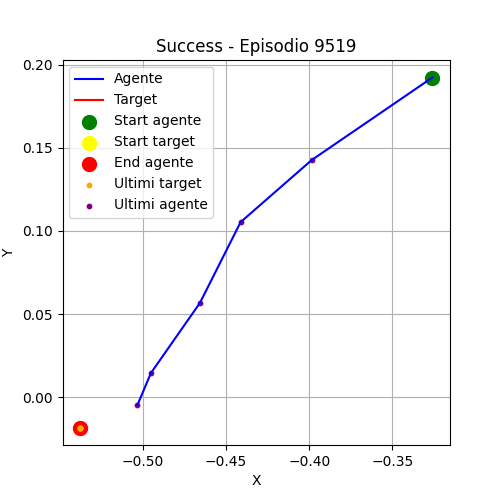 Success - Episodio 9519
Agente
Target
Start agente
Start target
End agente
Ultimi target
Ultimi agente
0.20
0.15
0.10
0.05
0.00
Y
−0.50
−0.45
−0.40
−0.35
X